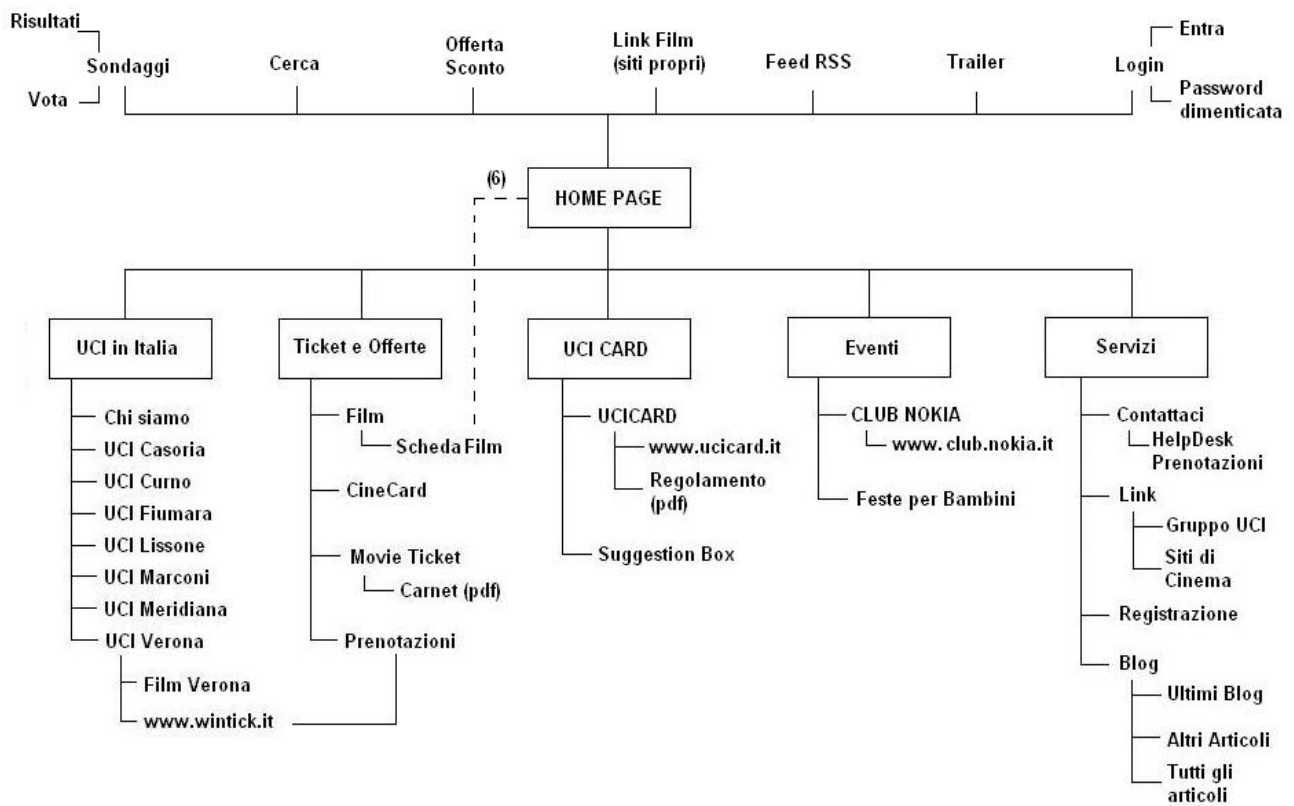 Risultati
Sondaggi
Vota
Cerca
Offerta
Sconto
Link Film
(siti propri)
Feed RSS
Trailer
Entra
Login
Password
dimenticata
(6)
HOME PAGE
UCI in Italia
Ticket e Offerte
UCI CARD
Eventi
Servizi
Chi siamo
UCI Casoria
UCI Curno
UCI Fiumara
UCI Lissone
UCI Marconi
UCI Meridiana
UCI Verona
Film Verona
www.wintick.it
Film
Scheda Film
CineCard
Movie Ticket
Carnet (pdf)
Prenotazioni
UCICARD
www.ucicard.it
Regolamento
(pdf)
Suggestion Box
CLUB NOKIA
www. club.nokia.it
Feste per Bambini
Contattaci
HelpDesk
Prenotazioni
Link
Gruppo UCI
Siti di
Cinema
Registrazione
Blog
Ultimi Blog
Altri Articoli
Tutti gli
articoli